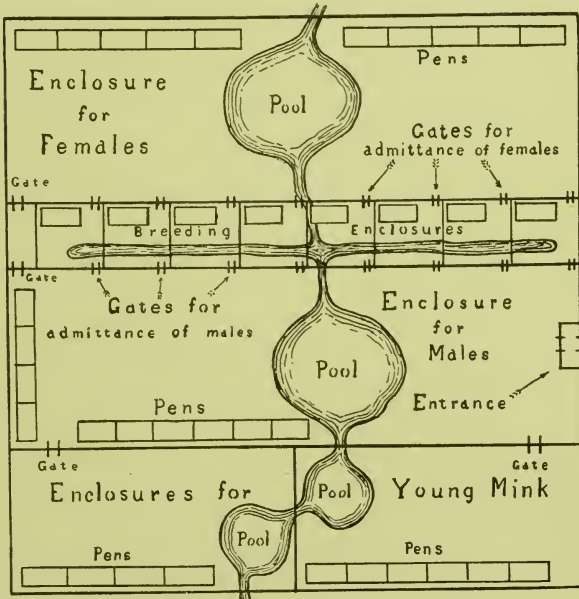 Pens
Enclosure
for
Females
Pool
Gates for
admittance of females
Gate
Breeding Enclosures
Gate
Gates for
admittance of males
Enclosure
for
Males
Pool
Entrance
Pens
Gate
Gate
Enclosures for
Young Mink
Pool
Pool
Pens
Pens